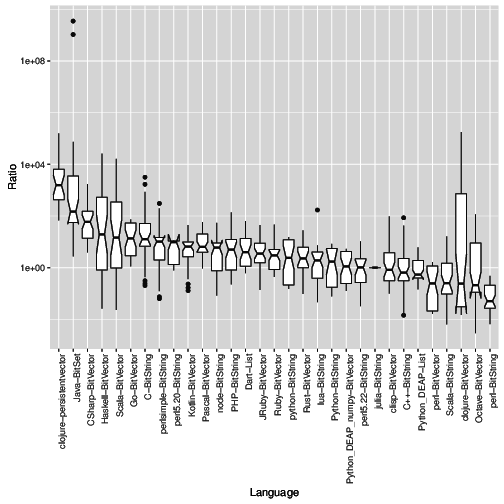 1e+08
1e+04
1e+00
Ratio
clojure−persistentvector
Java−BitSet
CSharp−BitVector
Haskell−BitVector
Scala−BitVector
Go−BitVector
C−BitString
perlsimple−BitString
perl5.20−BitString
Kotlin−BitVector
Pascal−BitVector
node−BitString
PHP−BitString
Dart−List
JRuby−BitVector
Ruby−BitVector
python−BitString
Rust−BitVector
lua−BitString
Python−BitString
Python_DEAP_numpy−BitVector
perl5.22−BitString
julia−BitString
clisp−BitVector
C++−BitString
Python_DEAP−List
perl−BitVector
Scala−BitString
clojure−BitVector
Octave−BitVector
perl−BitString
Language